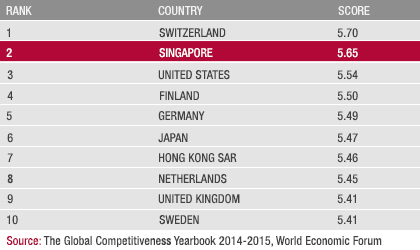 RANK COUNTRY SCORE
1 SWITZERLAND 5.70
2 SINGAPORE 5.65
3 UNITED STATES 5.54
4 FINLAND 5.50
5 GERMANY 5.49
6 JAPAN 5.47
7 HONG KONG SAR 5.46
8 NETHERLANDS 5.45
9 UNITED KINGDOM 5.41
10 SWEDEN 5.41
Source: The Global Competitiveness Yearbook 2014-2015, World Economic Forum